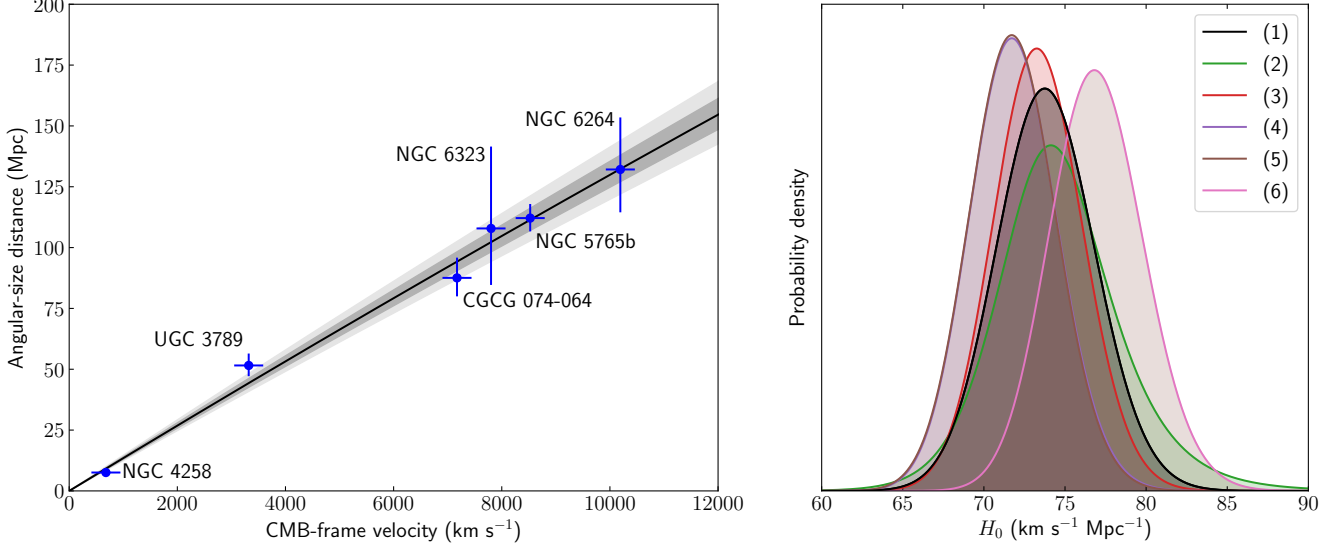 200
175
150
125
100
75
50
25
0
Angular-size distance (Mpc)
NGC 6264
NGC 6323
NGC 5765b
CGCG 074-064
UGC 3789
NGC 4258
0 2000 4000 6000 8000 10000 12000
CMB-frame velocity (km s⁻¹)
Probability density
(1)
(2)
(3)
(4)
(5)
(6)
60 65 70 75 80 85 90
H₀ (km s⁻¹ Mpc⁻¹)